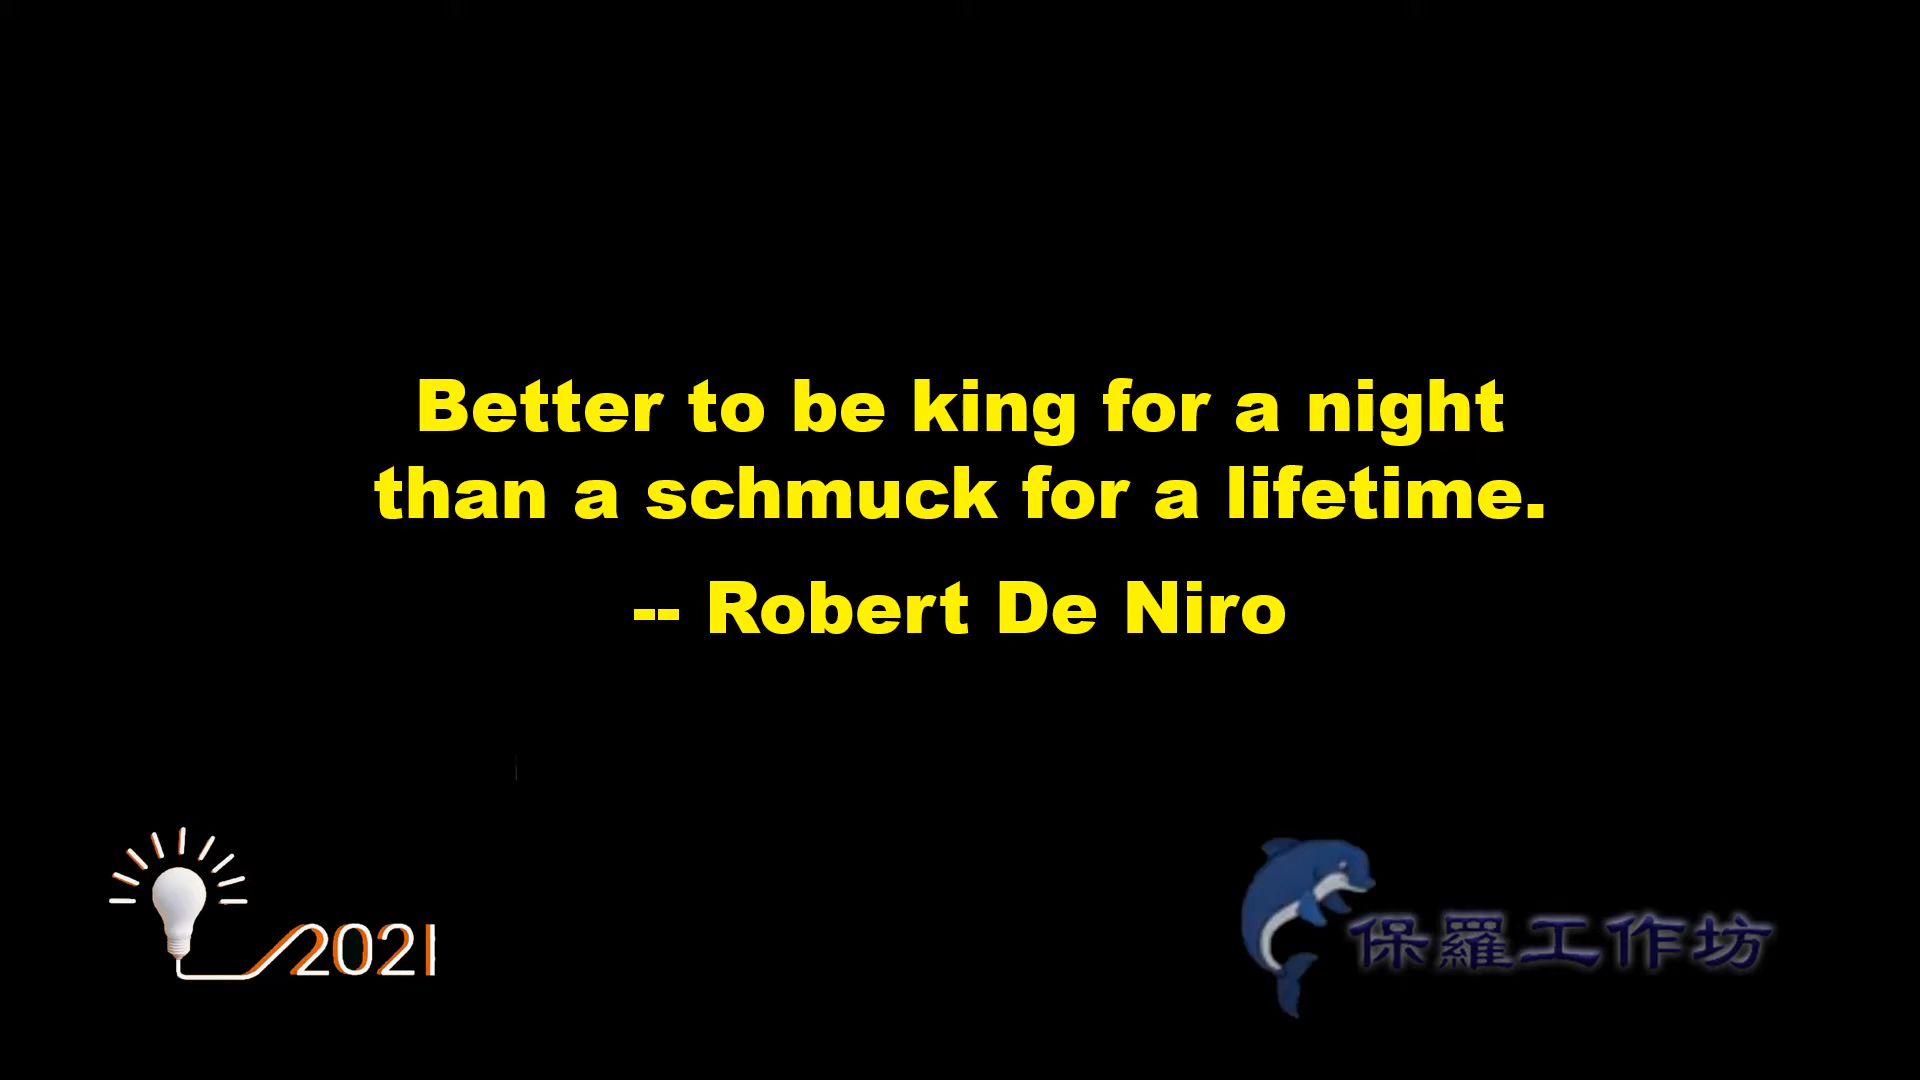 Better to be king for a night
than a schmuck for a lifetime.
-- Robert De Niro
2021
保羅工作坊